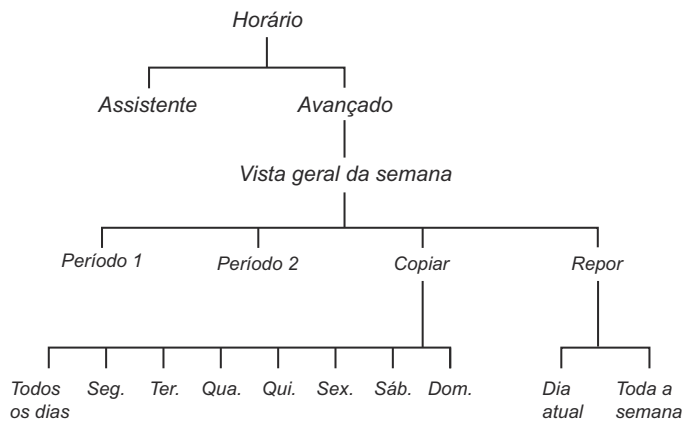 Horário
Assistente
Avançado
Vista geral da semana
Período 1
Período 2
Copiar
Repor
Todos
os dias
Seg.
Ter.
Qua.
Qui.
Sex.
Sáb.
Dom.
Dia
atual
Toda a
semana